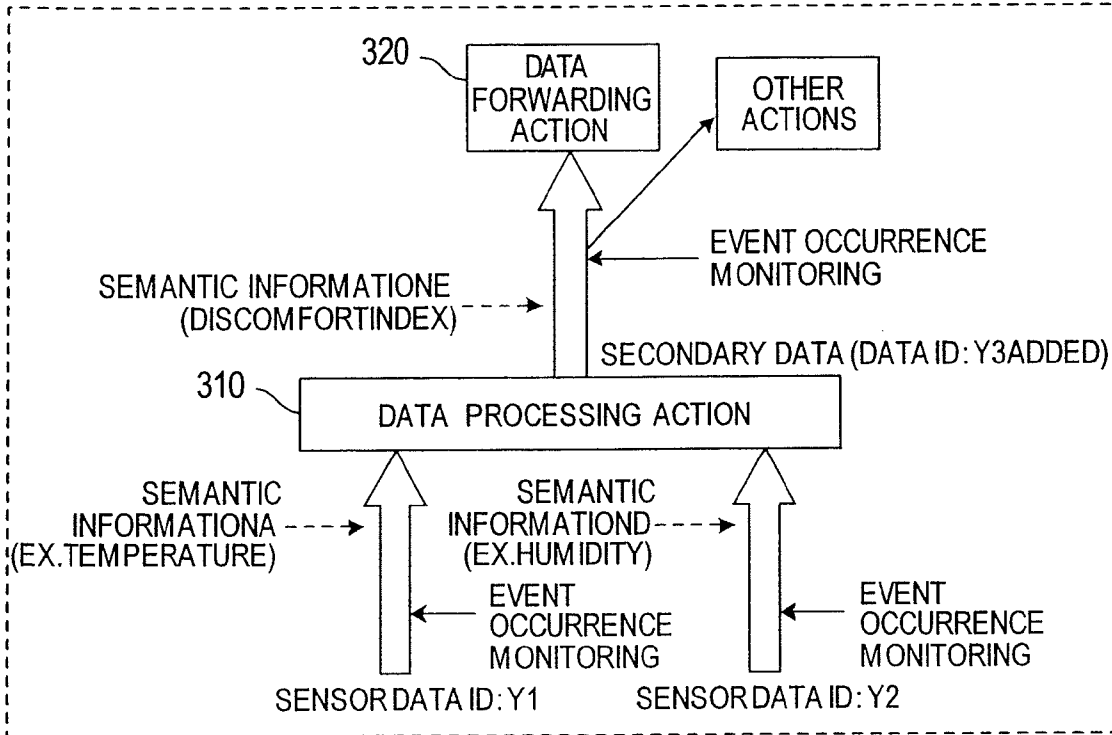 320
DATA
FORWARDING
ACTION
OTHER
ACTIONS
EVENT OCCURRENCE
MONITORING
SEMANTIC INFORMATIONE
(DISCOMFORTINDEX)
SECONDARY DATA (DATA ID: Y3ADDED)
310
DATA PROCESSING ACTION
SEMANTIC
INFORMATIONA
(EX.TEMPERATURE)
SEMANTIC
INFORMATIOND
(EX.HUMIDITY)
EVENT
OCCURRENCE
MONITORING
EVENT
OCCURRENCE
MONITORING
SENSOR DATA ID: Y1
SENSOR DATA ID: Y2